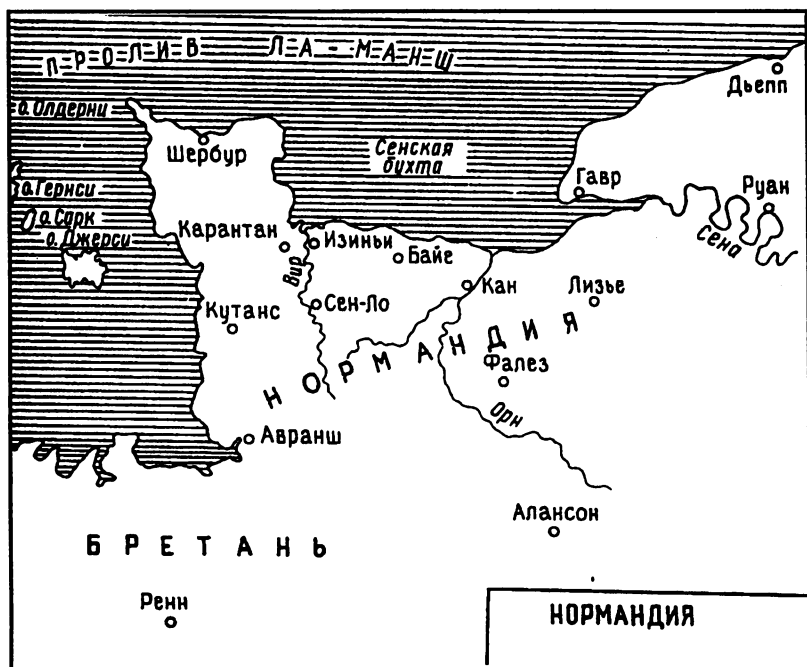 ПРОЛИВ ЛА-МАНШ
Дьепп
о. Олдерни
Шербур
Сенская
бухта
Гавр
Руан
о. Гернси
о. Сарк
о. Джерси
Карантан
Изиньи
Байе
Сена
Вир
Кан
Лизье
Кутанс
Сен-Ло
НОРМАНДИЯ
Фалез
Орн
Авранш
Алансон
БРЕТАНЬ
Ренн
НОРМАНДИЯ